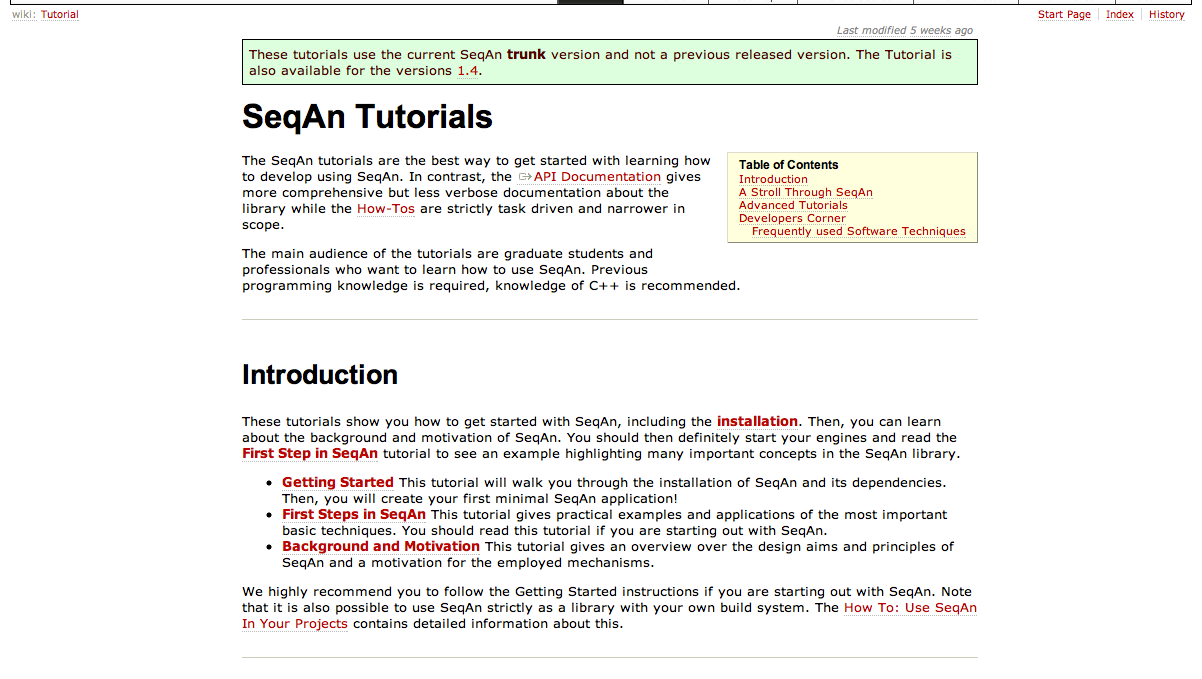 wiki: Tutorial
Start Page Index History
Last modified 5 weeks ago
These tutorials use the current SeqAn trunk version and not a previous released version. The Tutorial is
also available for the versions 1.4.
SeqAn Tutorials
The SeqAn tutorials are the best way to get started with learning how
to develop using SeqAn. In contrast, the API Documentation gives
more comprehensive but less verbose documentation about the
library while the How-Tos are strictly task driven and narrower in
scope.
Table of Contents
Introduction
A Stroll Through SeqAn
Advanced Tutorials
Developers Corner
Frequently used Software Techniques
The main audience of the tutorials are graduate students and
professionals who want to learn how to use SeqAn. Previous
programming knowledge is required, knowledge of C++ is recommended.
Introduction
These tutorials show you how to get started with SeqAn, including the installation. Then, you can learn
about the background and motivation of SeqAn. You should then definitely start your engines and read the
First Step in SeqAn tutorial to see an example highlighting many important concepts in the SeqAn library.
• Getting Started This tutorial will walk you through the installation of SeqAn and its dependencies.
Then, you will create your first minimal SeqAn application!
• First Steps in SeqAn This tutorial gives practical examples and applications of the most important
basic techniques. You should read this tutorial if you are starting out with SeqAn.
• Background and Motivation This tutorial gives an overview over the design aims and principles of
SeqAn and a motivation for the employed mechanisms.
We highly recommend you to follow the Getting Started instructions if you are starting out with SeqAn. Note
that it is also possible to use SeqAn strictly as a library with your own build system. The How To: Use SeqAn
In Your Projects contains detailed information about this.